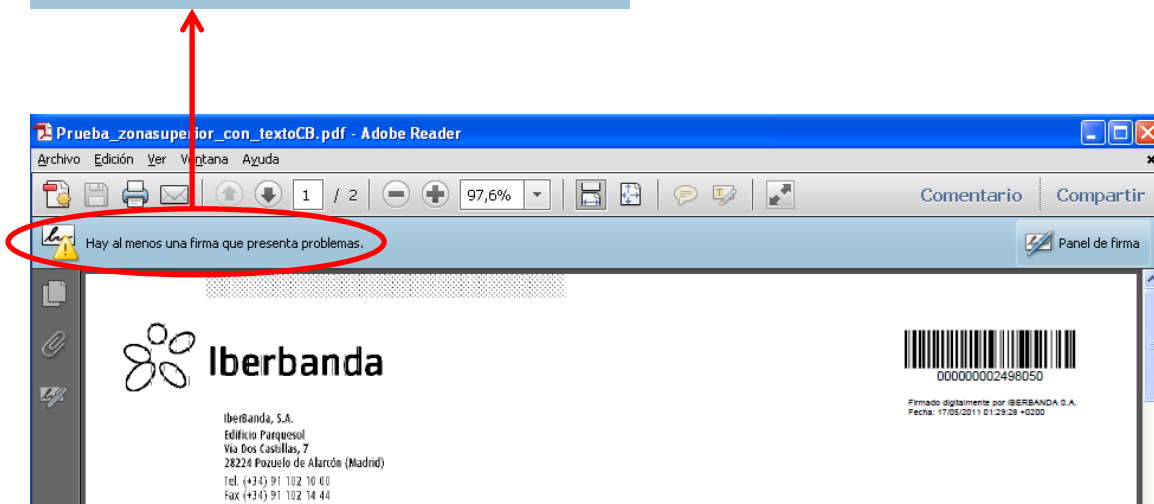 Prueba_zonasuperior_con_textoCB.pdf - Adobe Reader
Archivo Edición Ver Ventana Ayuda
1 / 2 97,6% Comentario Compartir
Hay al menos una firma que presenta problemas. Panel de firma
Iberbanda
000000002498050
Firmado digitalmente por IBERBANDA S.A.
Fecha: 17/05/2011 01:29:28 +0200
IberBanda, S.A.
Edificio Parquesol
Vía Dos Castillas, 7
28224 Pozuelo de Alarcón (Madrid)
Tel. (+34) 91 102 10 00
Fax (+34) 91 102 14 44